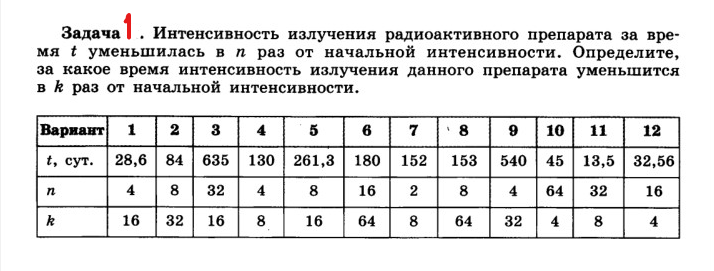 Задача 1 . Интенсивность излучения радиоактивного препарата за вре-
мя t уменьшилась в n раз от начальной интенсивности. Определите,
за какое время интенсивность излучения данного препарата уменьшится
в k раз от начальной интенсивности.
Вариант 1 2 3 4 5 6 7 8 9 10 11 12
t, сут. 28,6 84 635 130 261,3 180 152 153 540 45 13,5 32,56
n 4 8 32 4 8 16 2 8 4 64 32 16
k 16 32 16 8 16 64 8 64 32 4 8 4